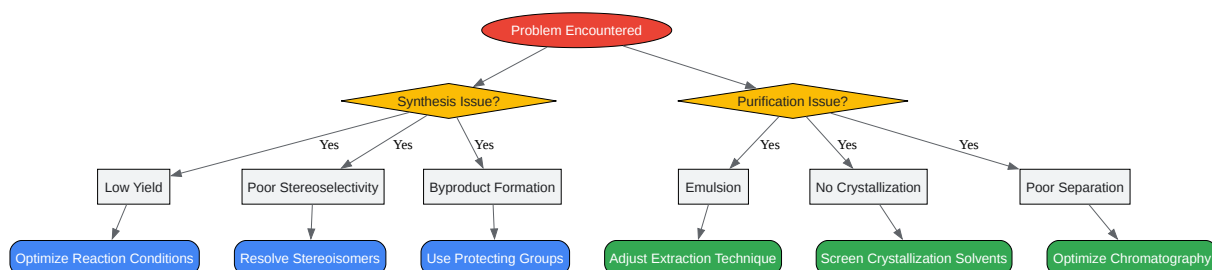 Problem Encountered
Synthesis Issue?
Purification Issue?
Yes
Yes
Yes
Yes
Yes
Yes
Low Yield
Poor Stereoselectivity
Byproduct Formation
Emulsion
No Crystallization
Poor Separation
Optimize Reaction Conditions
Resolve Stereoisomers
Use Protecting Groups
Adjust Extraction Technique
Screen Crystallization Solvents
Optimize Chromatography